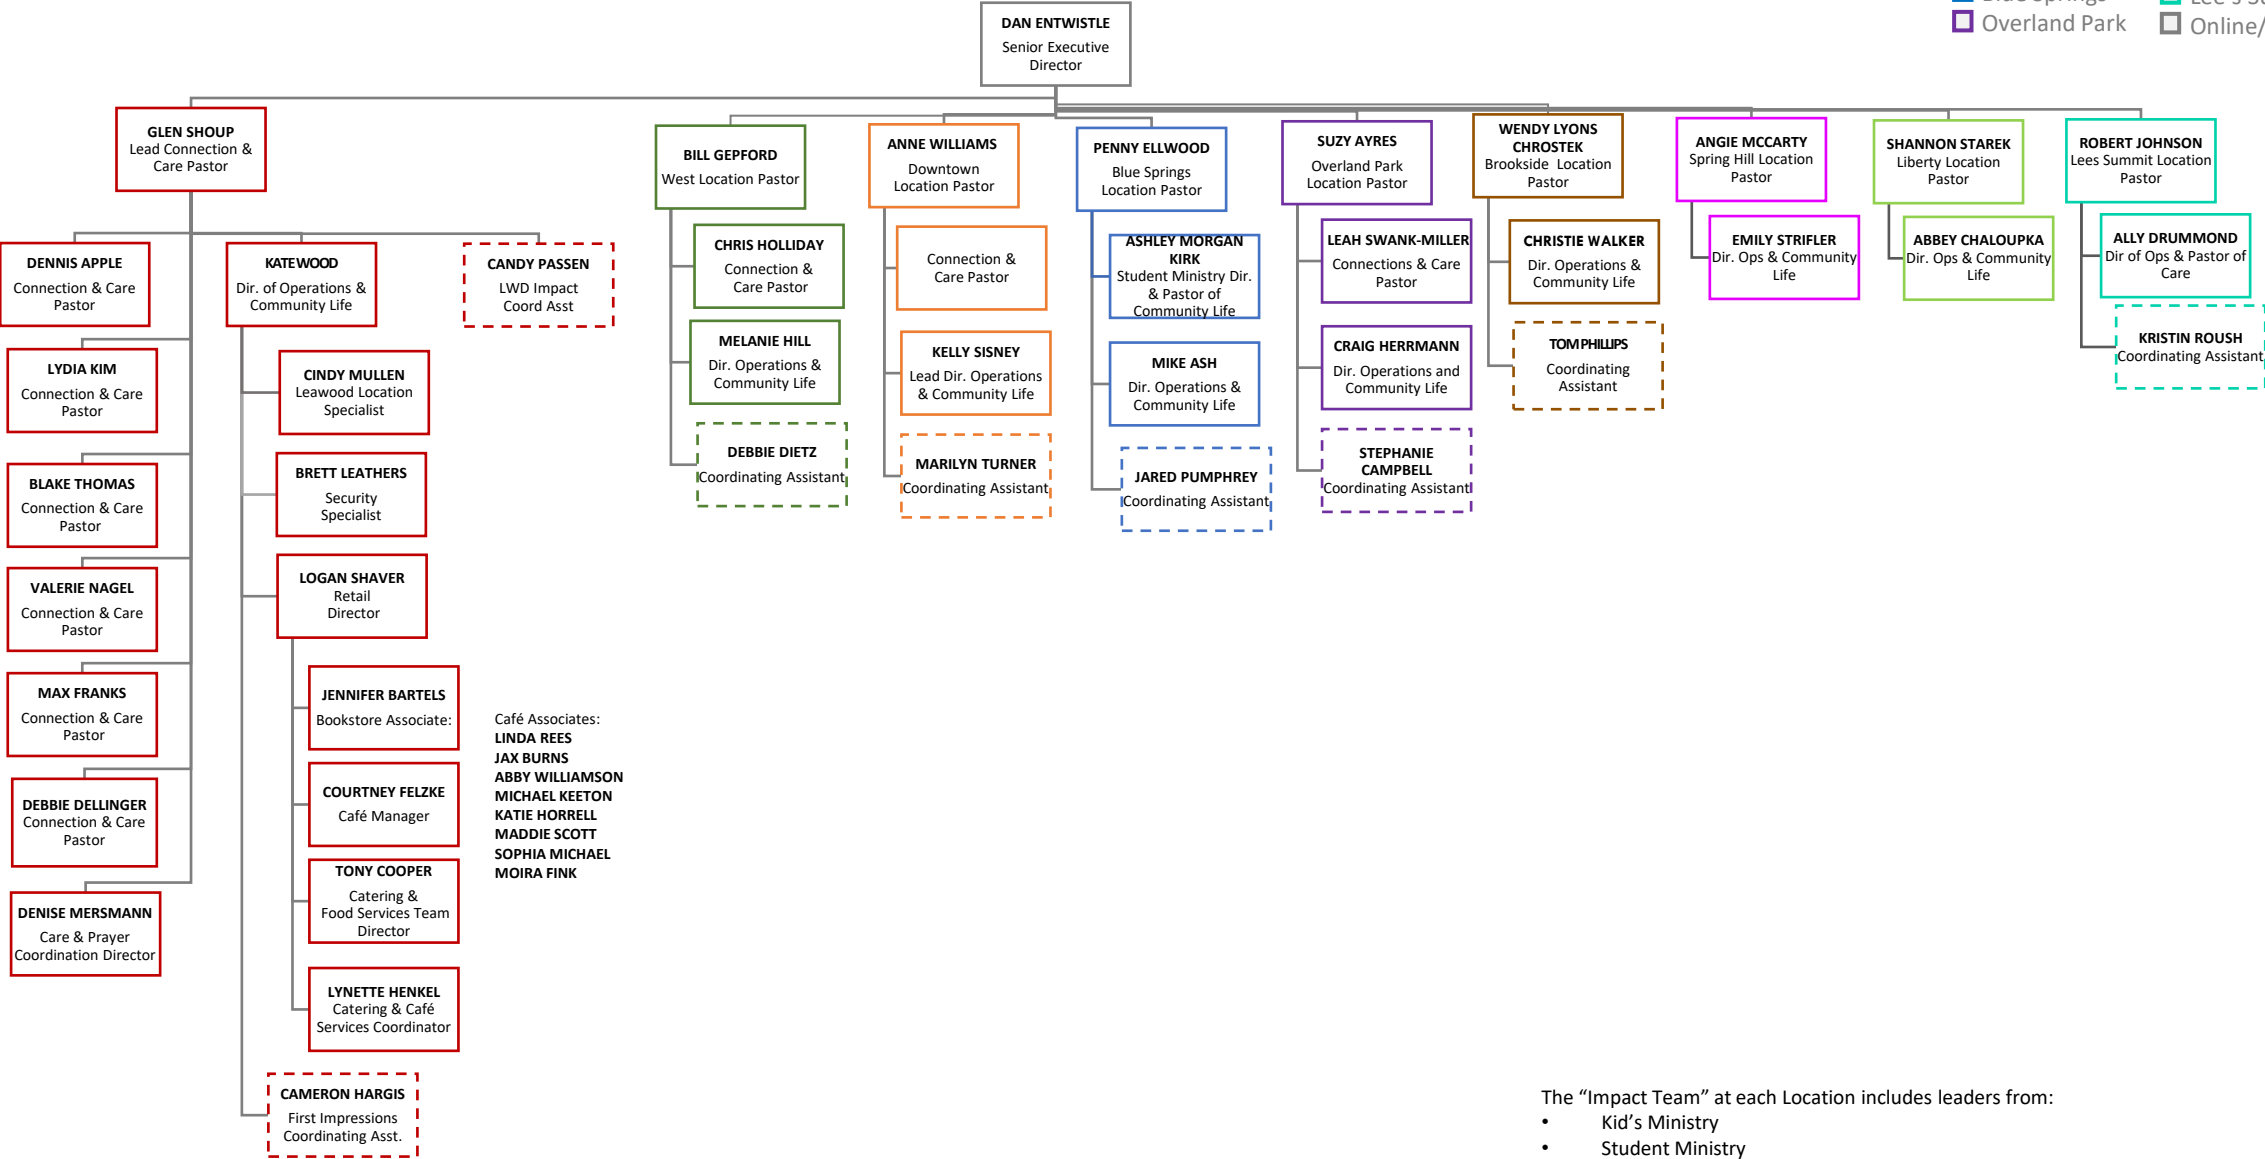 Overland Park
Online/
DAN ENTWISTLE
Senior Executive
Director
GLEN SHOUP
Lead Connection &
Care Pastor
DENNIS APPLE
Connection & Care
Pastor
LYDIA KIM
Connection & Care
Pastor
BLAKE THOMAS
Connection & Care
Pastor
VALERIE NAGEL
Connection & Care
Pastor
MAX FRANKS
Connection & Care
Pastor
DEBBIE DELLINGER
Connection & Care
Pastor
DENISE MERSMANN
Care & Prayer
Coordination Director
KATE WOOD
Dir. of Operations &
Community Life
CINDY MULLEN
Leawood Location
Specialist
BRETT LEATHERS
Security
Specialist
LOGAN SHAVER
Retail
Director
JENNIFER BARTELS
Bookstore Associate:
COURTNEY FELZKE
Café Manager
TONY COOPER
Catering &
Food Services Team
Director
LYNETTE HENKEL
Catering & Café
Services Coordinator
CAMERON HARGIS
First Impressions
Coordinating Asst.
CANDY PASSEN
LWD Impact
Coord Asst
Café Associates:
LINDA REES
JAX BURNS
ABBY WILLIAMSON
MICHAEL KEETON
KATIE HORRELL
MADDIE SCOTT
SOPHIA MICHAEL
MOIRA FINK
BILL GEPFORD
West Location Pastor
CHRIS HOLLIDAY
Connection &
Care Pastor
MELANIE HILL
Dir. Operations &
Community Life
DEBBIE DIETZ
Coordinating Assistant
ANNE WILLIAMS
Downtown
Location Pastor
Connection &
Care Pastor
KELLY SISNEY
Lead Dir. Operations
& Community Life
MARILYN TURNER
Coordinating Assistant
PENNY ELLWOOD
Blue Springs
Location Pastor
ASHLEY MORGAN
KIRK
Student Ministry Dir.
& Pastor of
Community Life
MIKE ASH
Dir. Operations &
Community Life
JARED PUMPHREY
Coordinating Assistant
SUZY AYRES
Overland Park
Location Pastor
LEAH SWANK-MILLER
Connections & Care
Pastor
CRAIG HERRMANN
Dir. Operations and
Community Life
STEPHANIE
CAMPBELL
Coordinating Assistant
WENDY LYONS
CHROSTEK
Brookside Location
Pastor
CHRISTIE WALKER
Dir. Operations &
Community Life
TOM PHILLIPS
Coordinating
Assistant
ANGIE MCCARTY
Spring Hill Location
Pastor
EMILY STRIFLER
Dir. Ops & Community
Life
SHANNON STAREK
Liberty Location
Pastor
ABBEY CHALOUPKA
Dir. Ops & Community
Life
ROBERT JOHNSON
Lees Summit Location
Pastor
ALLY DRUMMOND
Dir of Ops & Pastor of
Care
KRISTIN ROUSH
Coordinating Assistant
The “Impact Team” at each Location includes leaders from:
• Kid’s Ministry
• Student Ministry